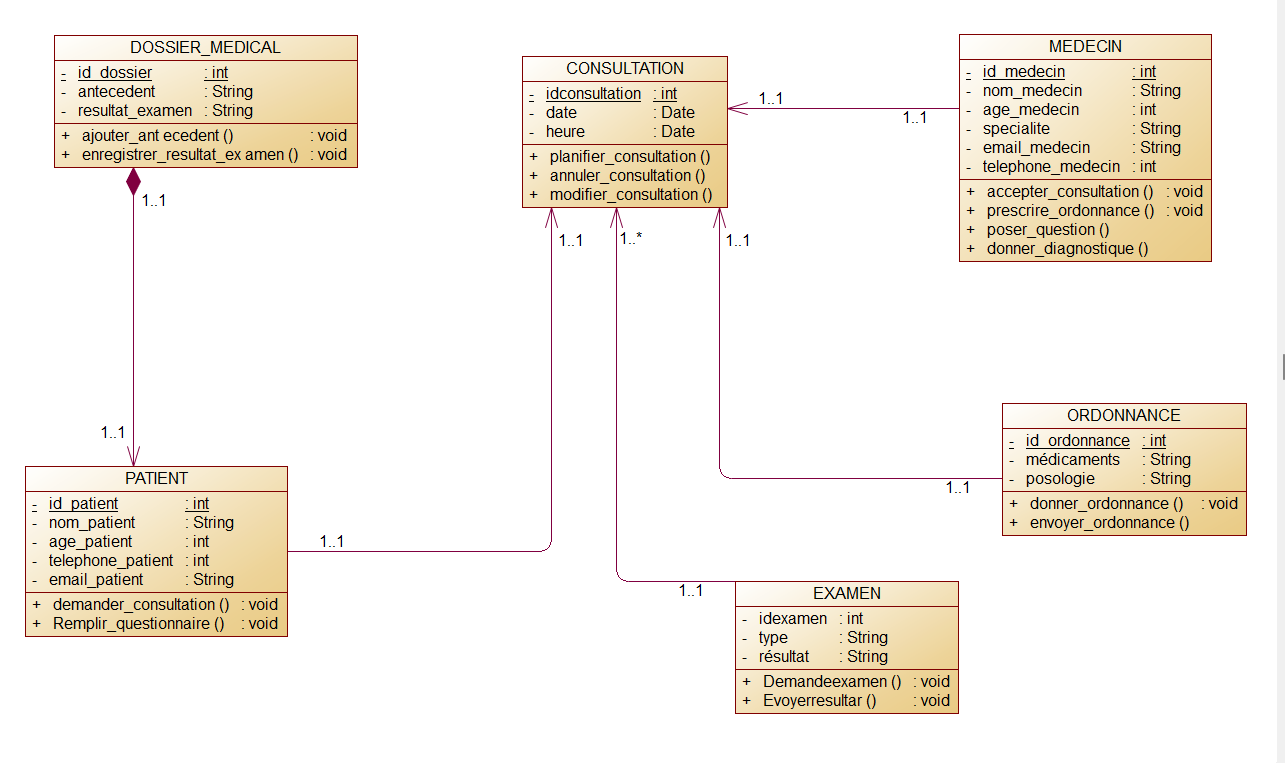 DOSSIER_MEDICAL
- id_dossier : int
- antecedent : String
- resultat_examen : String
+ ajouter_ant ecedent () : void
+ enregistrer_resultat_ex amen () : void
1..1
1..1
CONSULTATION
- idconsultation : int
- date : Date
- heure : Date
+ planifier_consultation ()
+ annuler_consultation ()
+ modifier_consultation ()
1..1
1..1
1..1
1..*
1..1
MEDECIN
- id_medecin : int
- nom_medecin : String
- age_medecin : int
- specialite : String
- email_medecin : String
- telephone_medecin : int
+ accepter_consultation () : void
+ prescrire_ordonnance () : void
+ poser_question ()
+ donner_diagnostique ()
PATIENT
- id_patient : int
- nom_patient : String
- age_patient : int
- telephone_patient : int
- email_patient : String
+ demander_consultation () : void
+ Remplir_questionnaire () : void
1..1
ORDONNANCE
- id_ordonnance : int
- médicaments : String
- posologie : String
+ donner_ordonnance () : void
+ envoyer_ordonnance ()
1..1
1..1
EXAMEN
- idexamen : int
- type : String
- résultat : String
+ Demandeexamen () : void
+ Evoyerresultar () : void